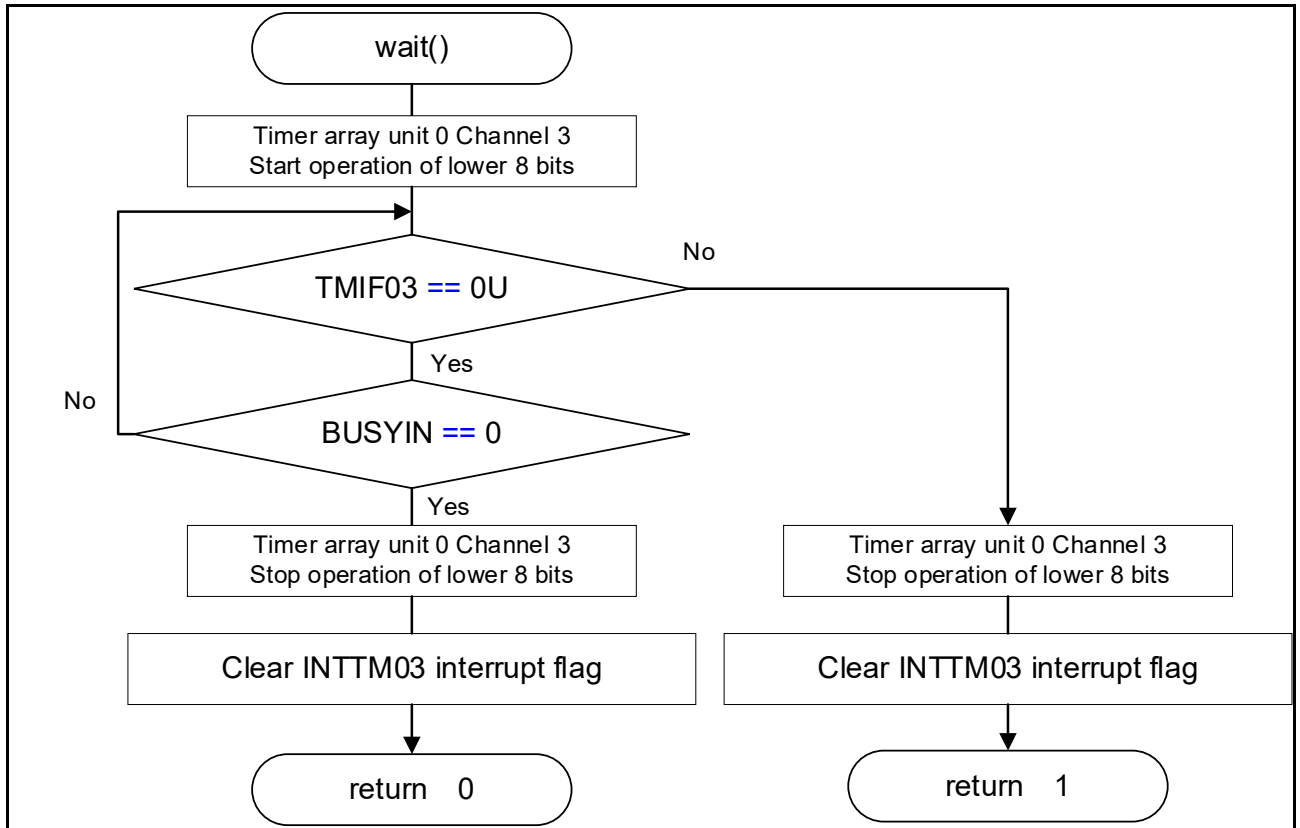 wait()
Timer array unit 0 Channel 3
Start operation of lower 8 bits
No
TMIF03 == 0U
Yes
No
BUSYIN == 0
Yes
Timer array unit 0 Channel 3
Stop operation of lower 8 bits
Clear INTTM03 interrupt flag
return 0
Timer array unit 0 Channel 3
Stop operation of lower 8 bits
Clear INTTM03 interrupt flag
return 1